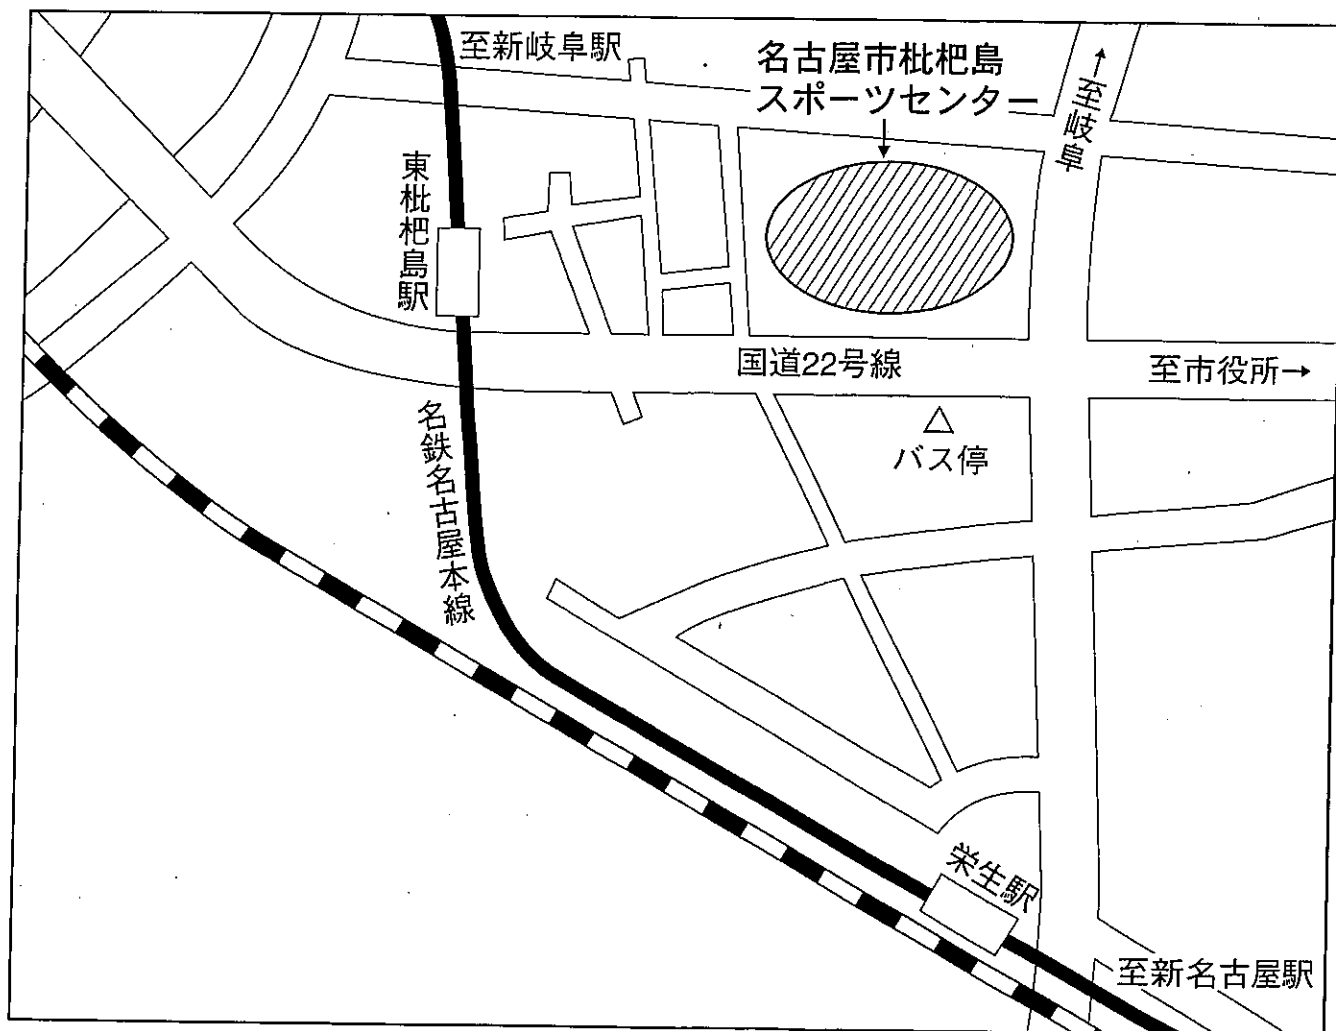 至新岐阜駅
名古屋市枇杷島
スポーツセンター
↑至岐阜
東枇杷島駅
国道22号線
至市役所→
バス停
名鉄名古屋本線
栄生駅
至新名古屋駅